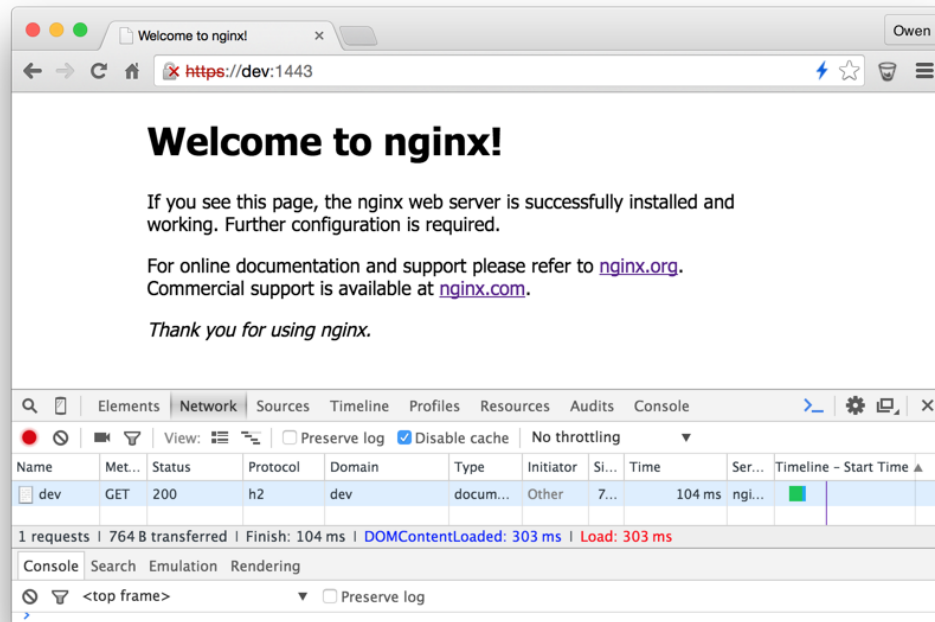 Welcome to nginx!
Owen
https://dev:1443
Welcome to nginx!
If you see this page, the nginx web server is successfully installed and
working. Further configuration is required.
For online documentation and support please refer to nginx.org.
Commercial support is available at nginx.com.
Thank you for using nginx.
Elements Network Sources Timeline Profiles Resources Audits Console
View: Preserve log Disable cache No throttling
Name Met... Status Protocol Domain Type Initiator Si... Time Ser... Timeline – Start Time
dev GET 200 h2 dev docum... Other 7... 104 ms ngi...
1 requests | 764 B transferred | Finish: 104 ms | DOMContentLoaded: 303 ms | Load: 303 ms
Console Search Emulation Rendering
<top frame> Preserve log